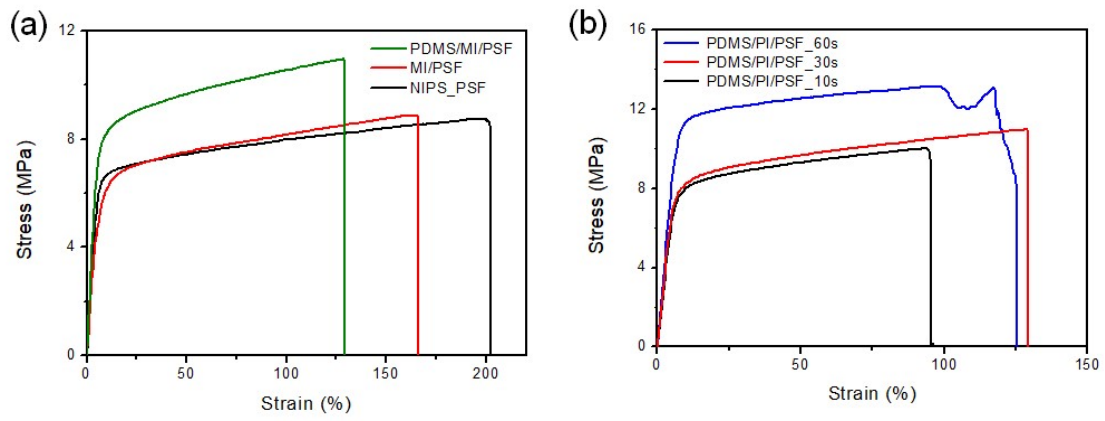 (a)
12
8
4
0
Stress (MPa)
PDMS/MI/PSF
MI/PSF
NIPS_PSF
0 50 100 150 200
Strain (%)
(b)
16
12
8
4
0
Stress (MPa)
PDMS/PI/PSF_60s
PDMS/PI/PSF_30s
PDMS/PI/PSF_10s
0 50 100 150
Strain (%)